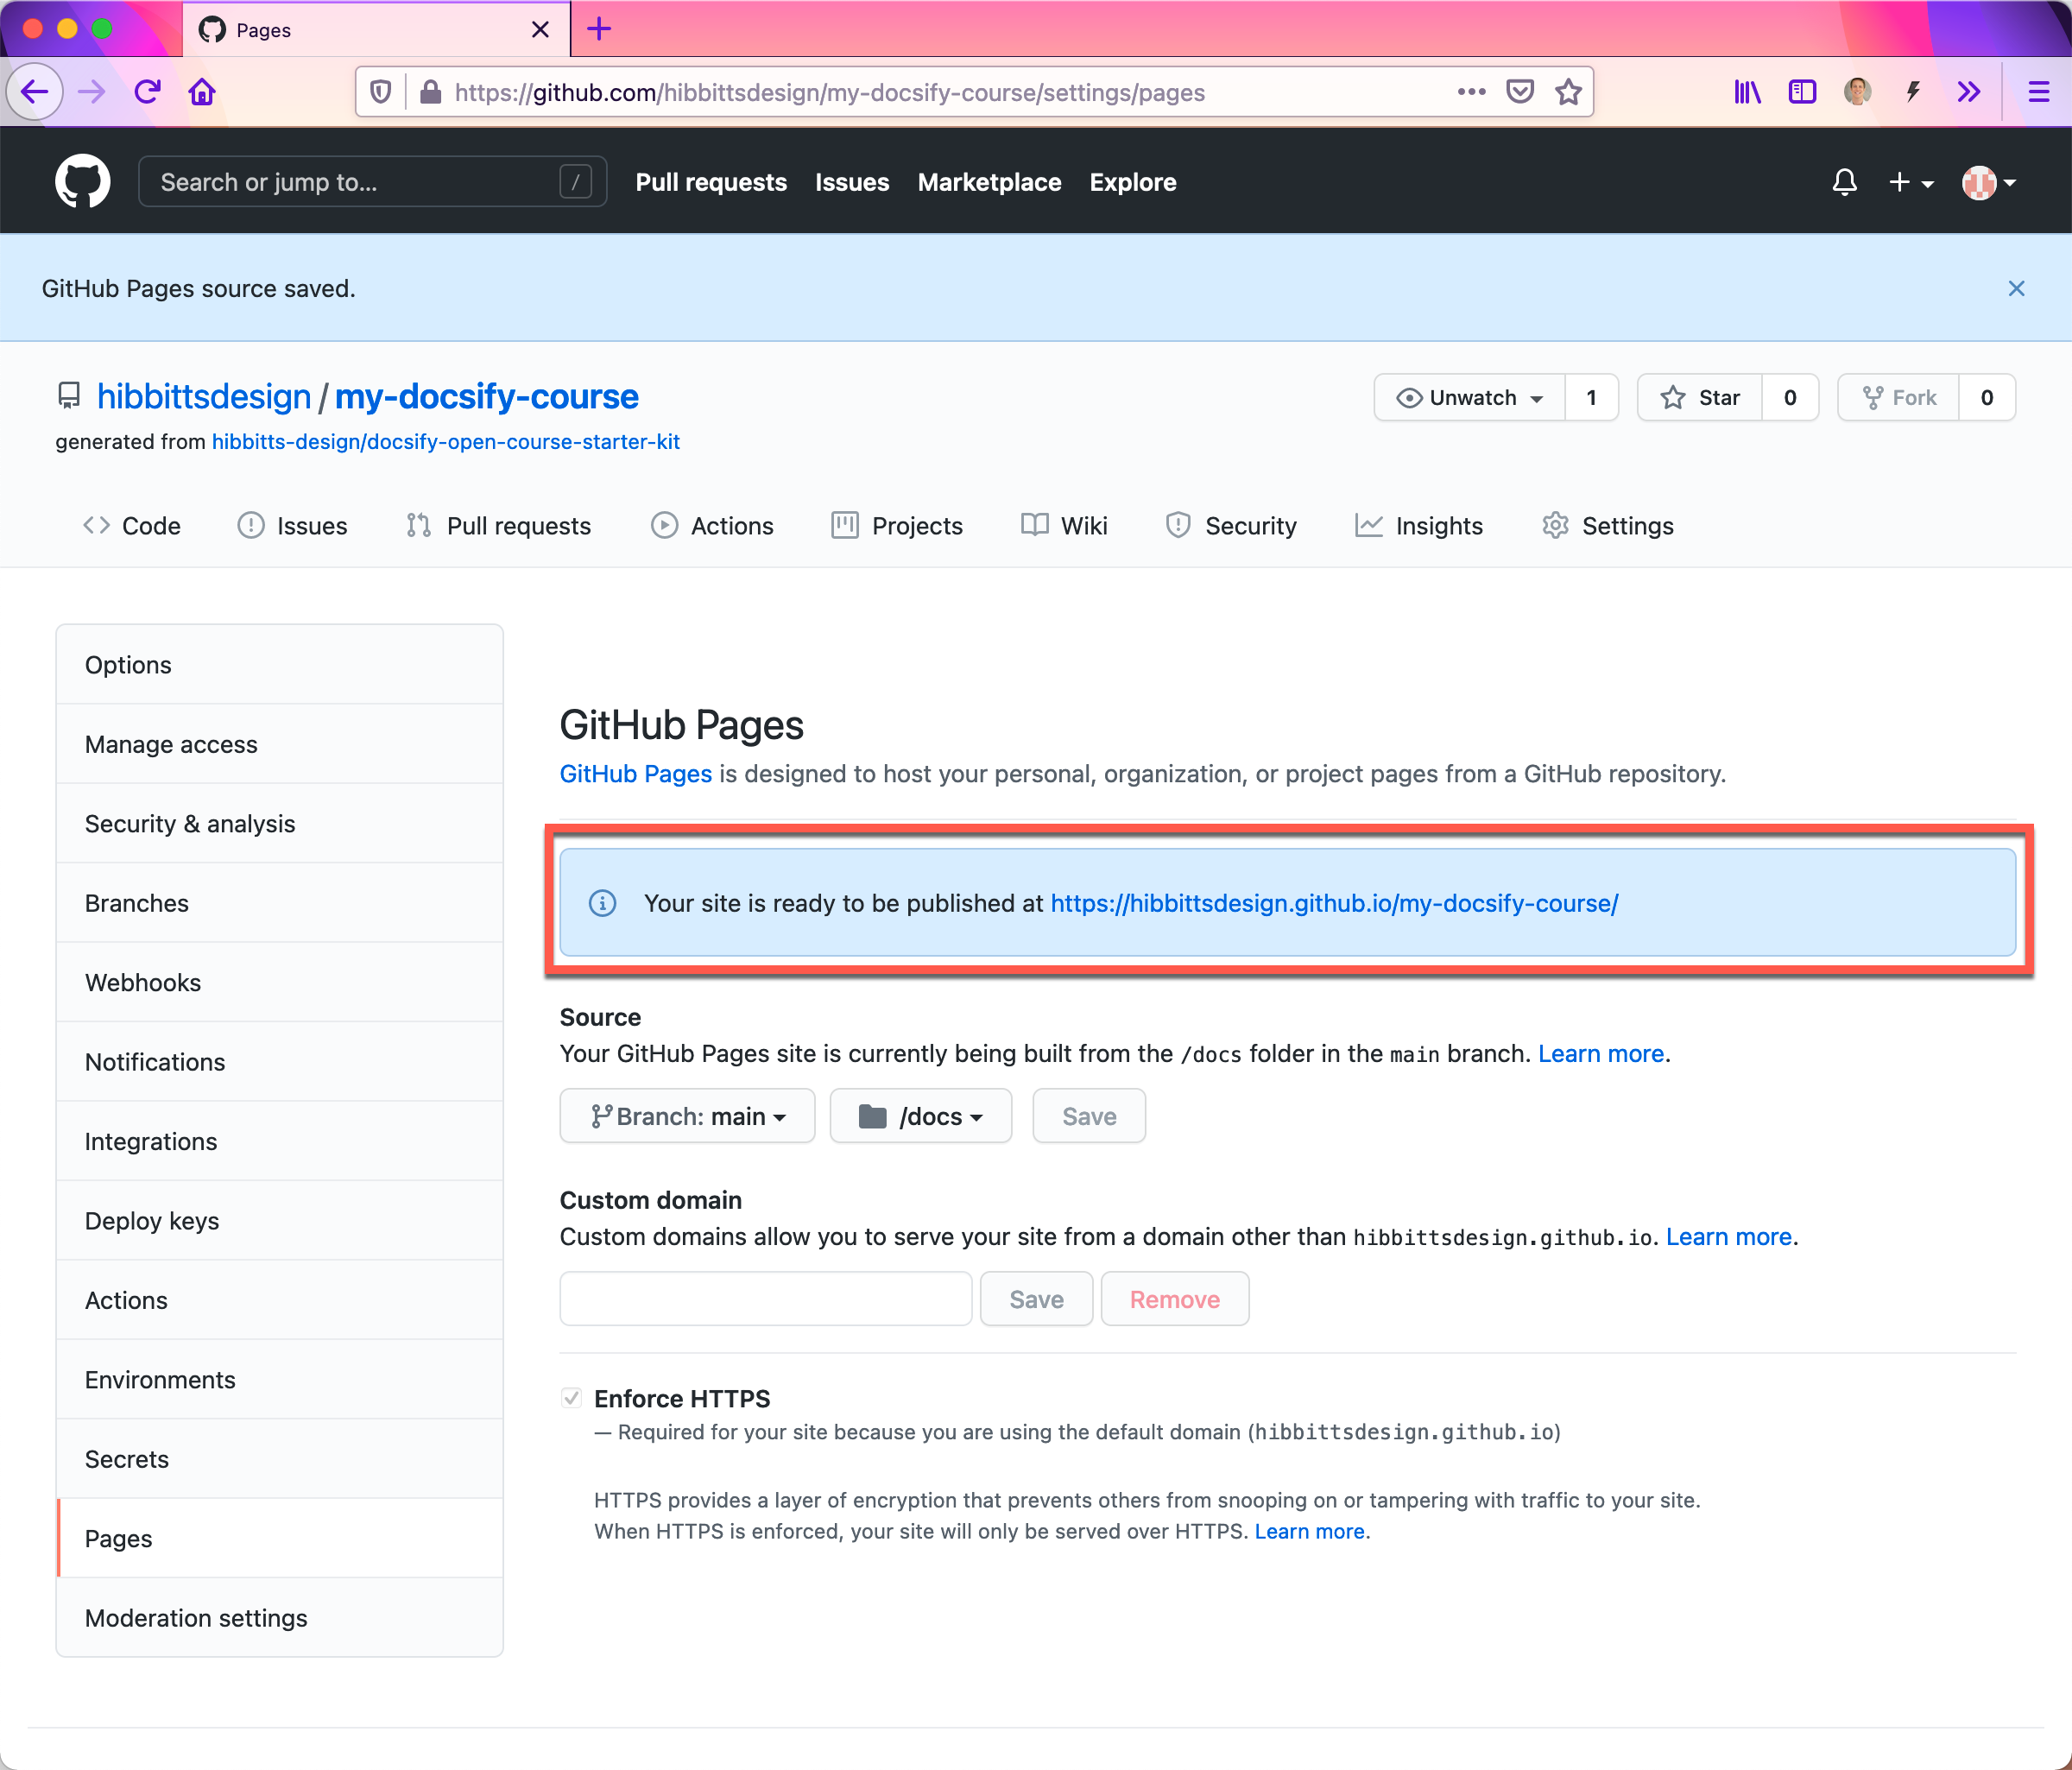 Pages
https://github.com/hibbittsdesign/my-docsify-course/settings/pages
Search or jump to... /
Pull requests Issues Marketplace Explore
GitHub Pages source saved.
hibbittsdesign / my-docsify-course
Unwatch 1 Star 0 Fork 0
generated from hibbitts-design/docsify-open-course-starter-kit
Code Issues Pull requests Actions Projects Wiki Security Insights Settings
Options
Manage access
Security & analysis
Branches
Webhooks
Notifications
Integrations
Deploy keys
Actions
Environments
Secrets
Pages
Moderation settings
GitHub Pages
GitHub Pages is designed to host your personal, organization, or project pages from a GitHub repository.
Your site is ready to be published at https://hibbittsdesign.github.io/my-docsify-course/
Source
Your GitHub Pages site is currently being built from the /docs folder in the main branch. Learn more.
Branch: main /docs Save
Custom domain
Custom domains allow you to serve your site from a domain other than hibbittsdesign.github.io. Learn more.
Save Remove
Enforce HTTPS
— Required for your site because you are using the default domain (hibbittsdesign.github.io)
HTTPS provides a layer of encryption that prevents others from snooping on or tampering with traffic to your site.
When HTTPS is enforced, your site will only be served over HTTPS. Learn more.